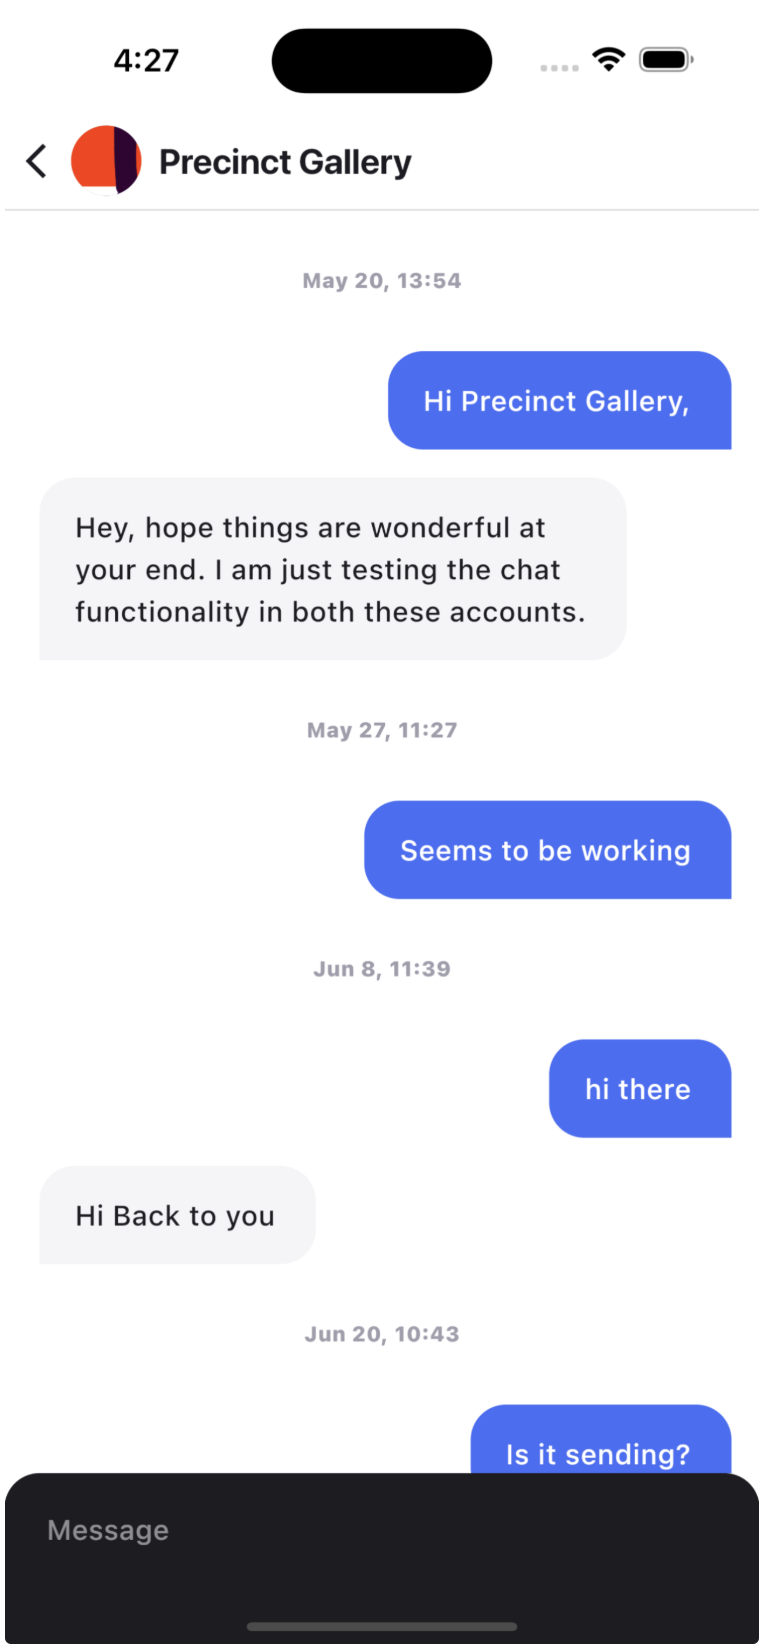 4:27
Precinct Gallery
May 20, 13:54
Hi Precinct Gallery,
Hey, hope things are wonderful at
your end. I am just testing the chat
functionality in both these accounts.
May 27, 11:27
Seems to be working
Jun 8, 11:39
hi there
Hi Back to you
Jun 20, 10:43
Is it sending?
Message